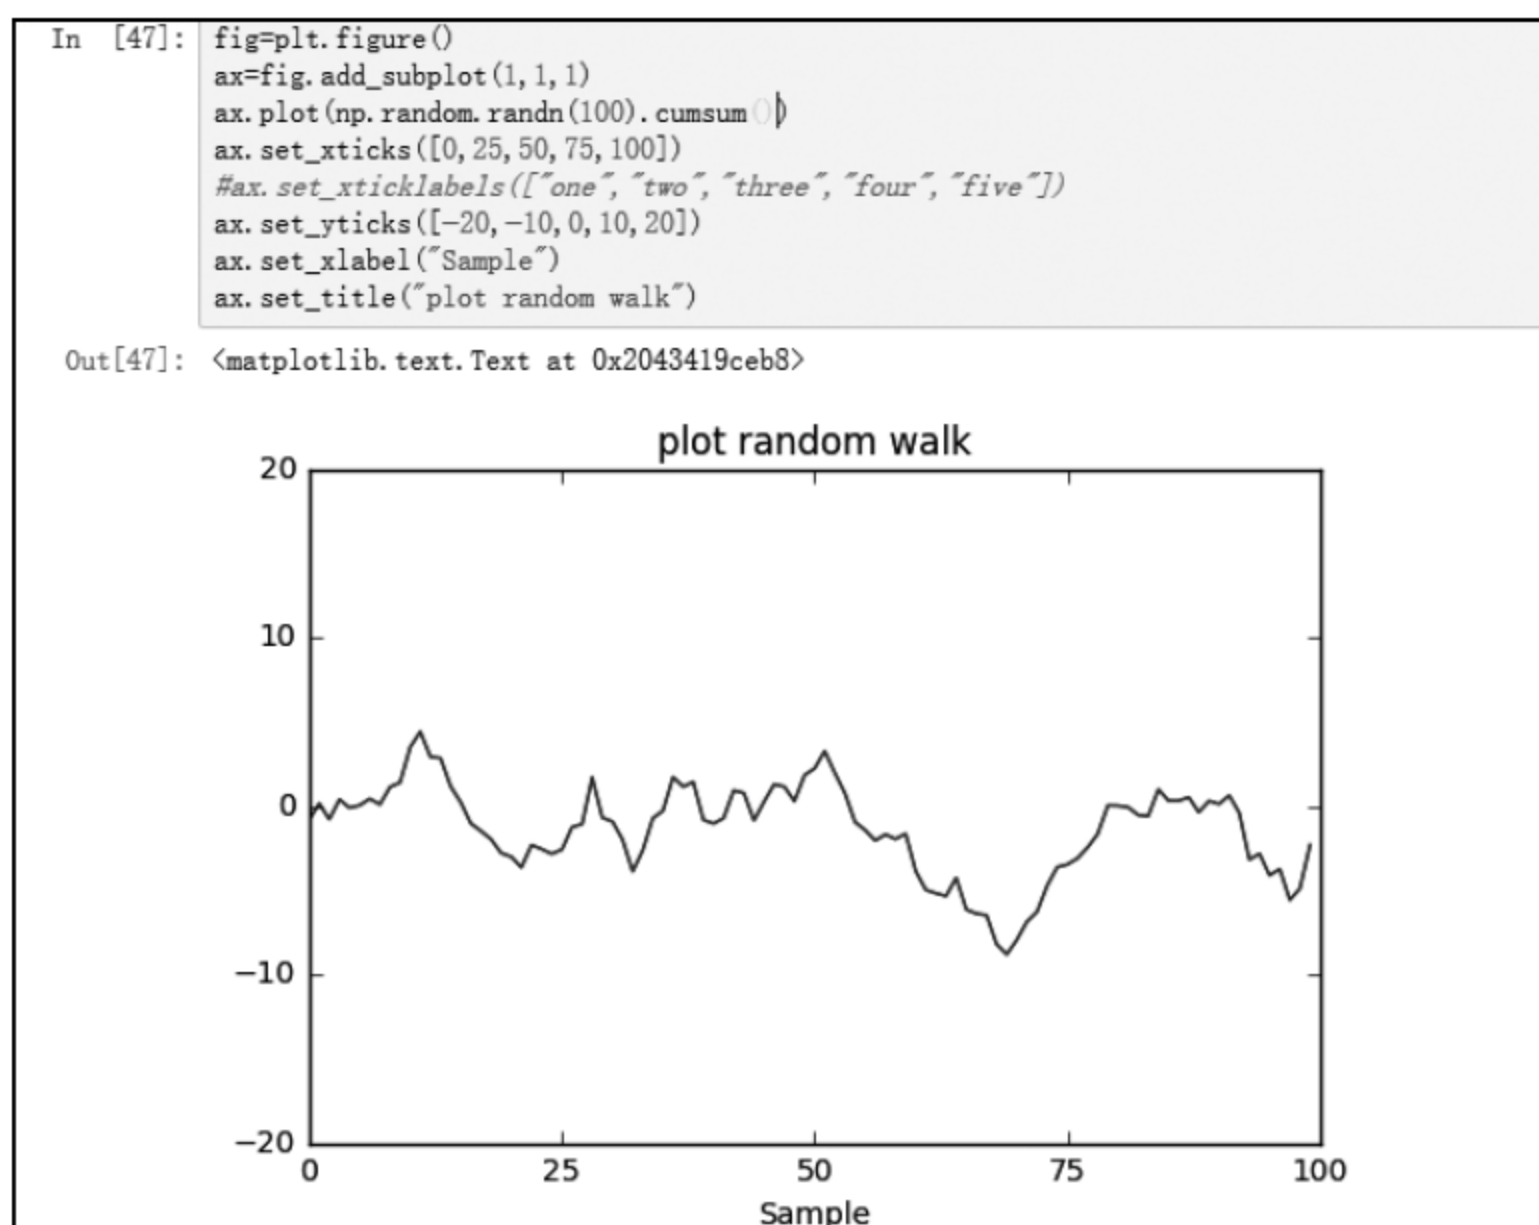 In [47]: fig=plt.figure()
ax=fig.add_subplot(1,1,1)
ax.plot(np.random.randn(100).cumsum())
ax.set_xticks([0,25,50,75,100])
#ax.set_xticklabels(["one","two","three","four","five"])
ax.set_yticks([−20,−10,0,10,20])
ax.set_xlabel("Sample")
ax.set_title("plot random walk")
Out[47]: <matplotlib.text.Text at 0x2043419ceb8>
plot random walk
20
10
0
−10
−20
0 25 50 75 100
Sample